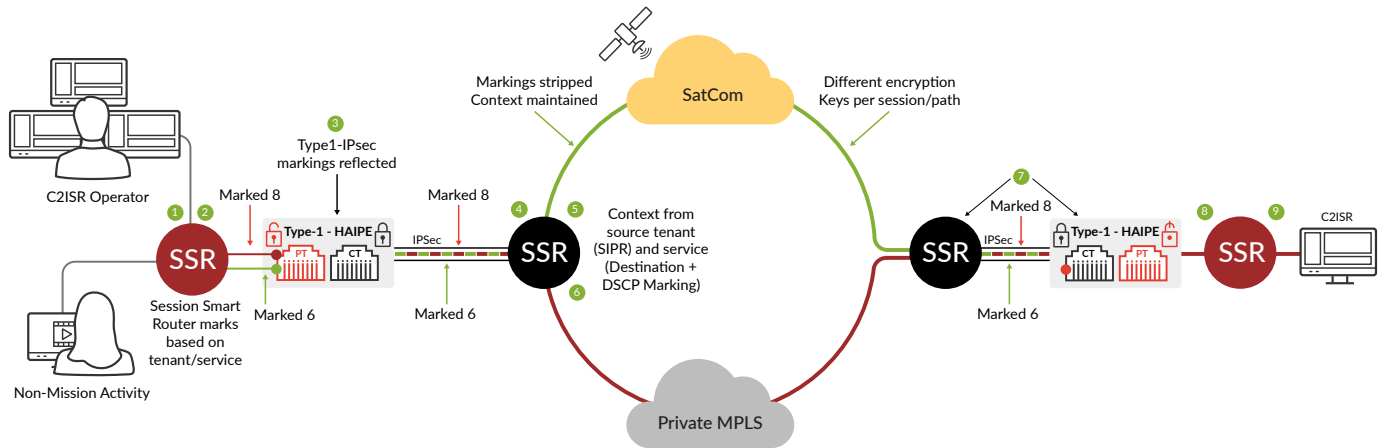 C2ISR Operator
Non-Mission Activity
1
2
SSR
Session Smart
Router marks
based on
tenant/service
Marked 8
Marked 6
3
Type1-IPsec
markings reflected
Type-1 - HAIPE
PT
CT
IPSec
Marked 8
Marked 6
4
5
6
SSR
Markings stripped
Context maintained
SatCom
Different encryption
Keys per session/path
Context from
source tenant
(SIPR) and service
(Destination +
DSCP Marking)
Private MPLS
SSR
7
Marked 8
IPSec
Marked 6
Type-1 - HAIPE
CT
PT
8
9
SSR
C2ISR